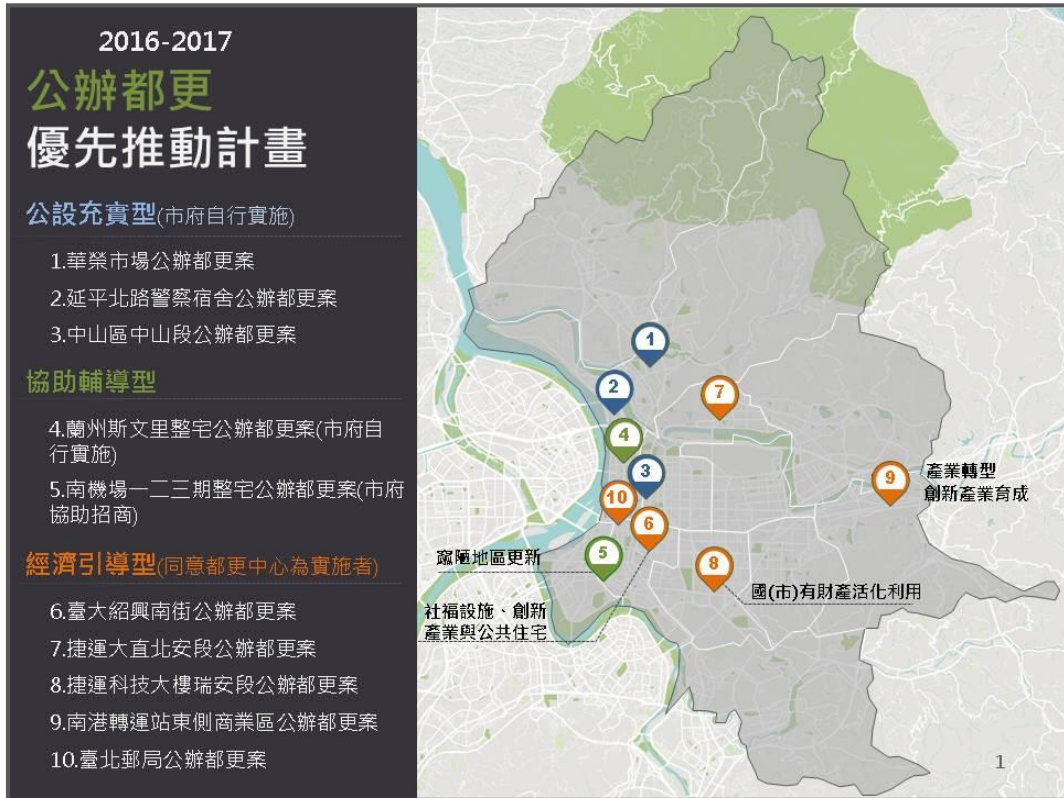 2016-2017
公辦都更
優先推動計畫
公設充實型(市府自行實施)
1.華榮市場公辦都更案
2.延平北路警察宿舍公辦都更案
3.中山區中山段公辦都更案
協助輔導型
4.蘭州斯文里整宅公辦都更案(市府自
行實施)
5.南機場一二三期整宅公辦都更案(市府
協助招商)
經濟引導型(同意都更中心為實施者)
6.臺大紹興南街公辦都更案
7.捷運大直北安段公辦都更案
8.捷運科技大樓瑞安段公辦都更案
9.南港轉運站東側商業區公辦都更案
10.臺北郵局公辦都更案
1
2
7
4
3
9
產業轉型
創新產業育成
10
6
5
8
窳陋地區更新
國(市)有財產活化利用
社福設施、創新
產業與公共住宅
1